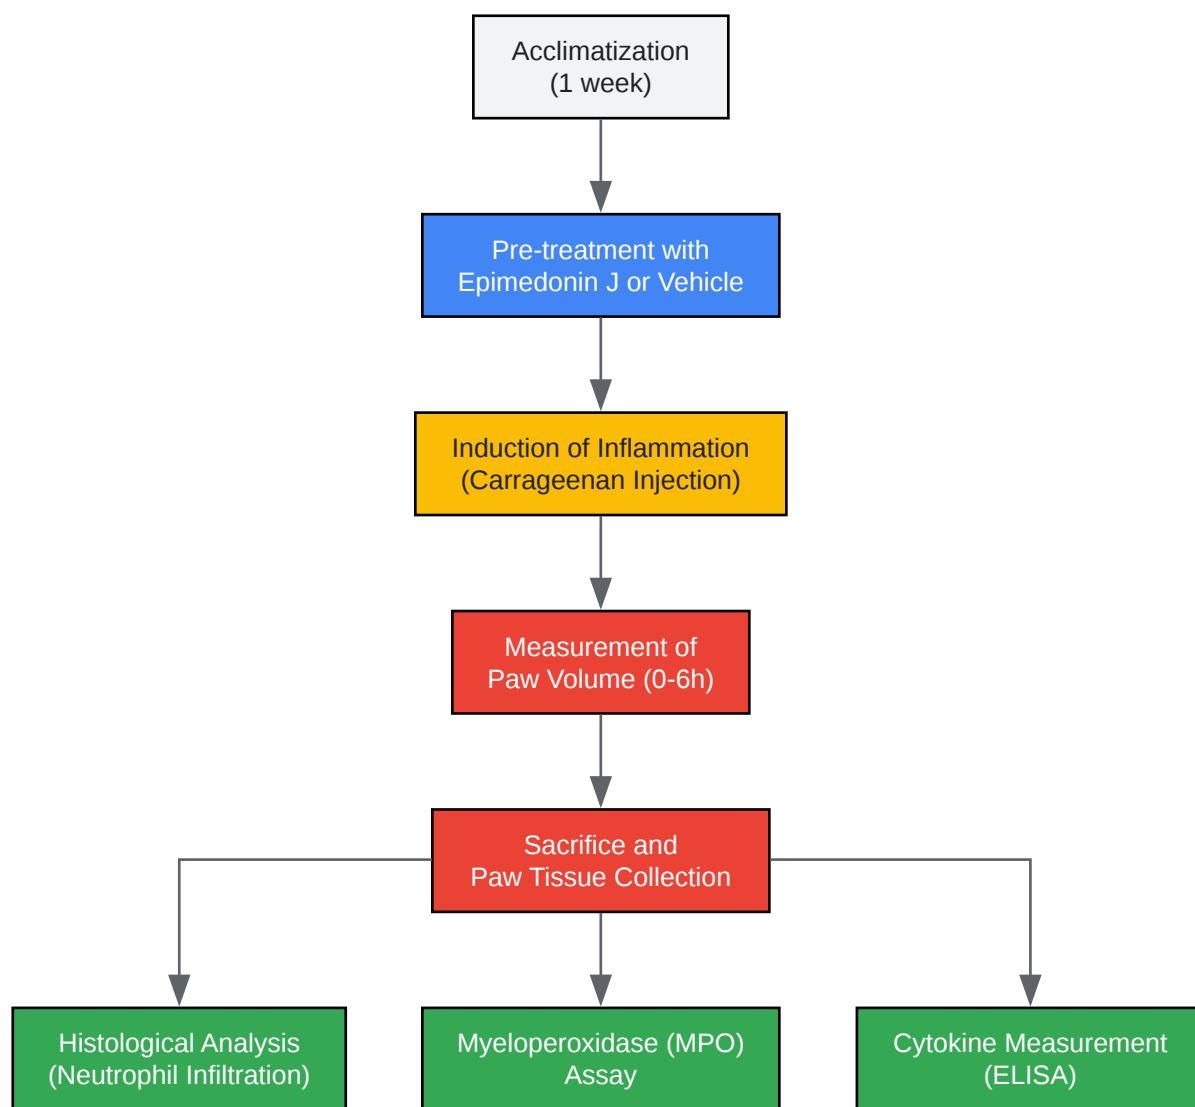 Acclimatization
(1 week)
Pre-treatment with
Epimedonin J or Vehicle
Induction of Inflammation
(Carrageenan Injection)
Measurement of
Paw Volume (0-6h)
Sacrifice and
Paw Tissue Collection
Histological Analysis
(Neutrophil Infiltration)
Myeloperoxidase (MPO)
Assay
Cytokine Measurement
(ELISA)